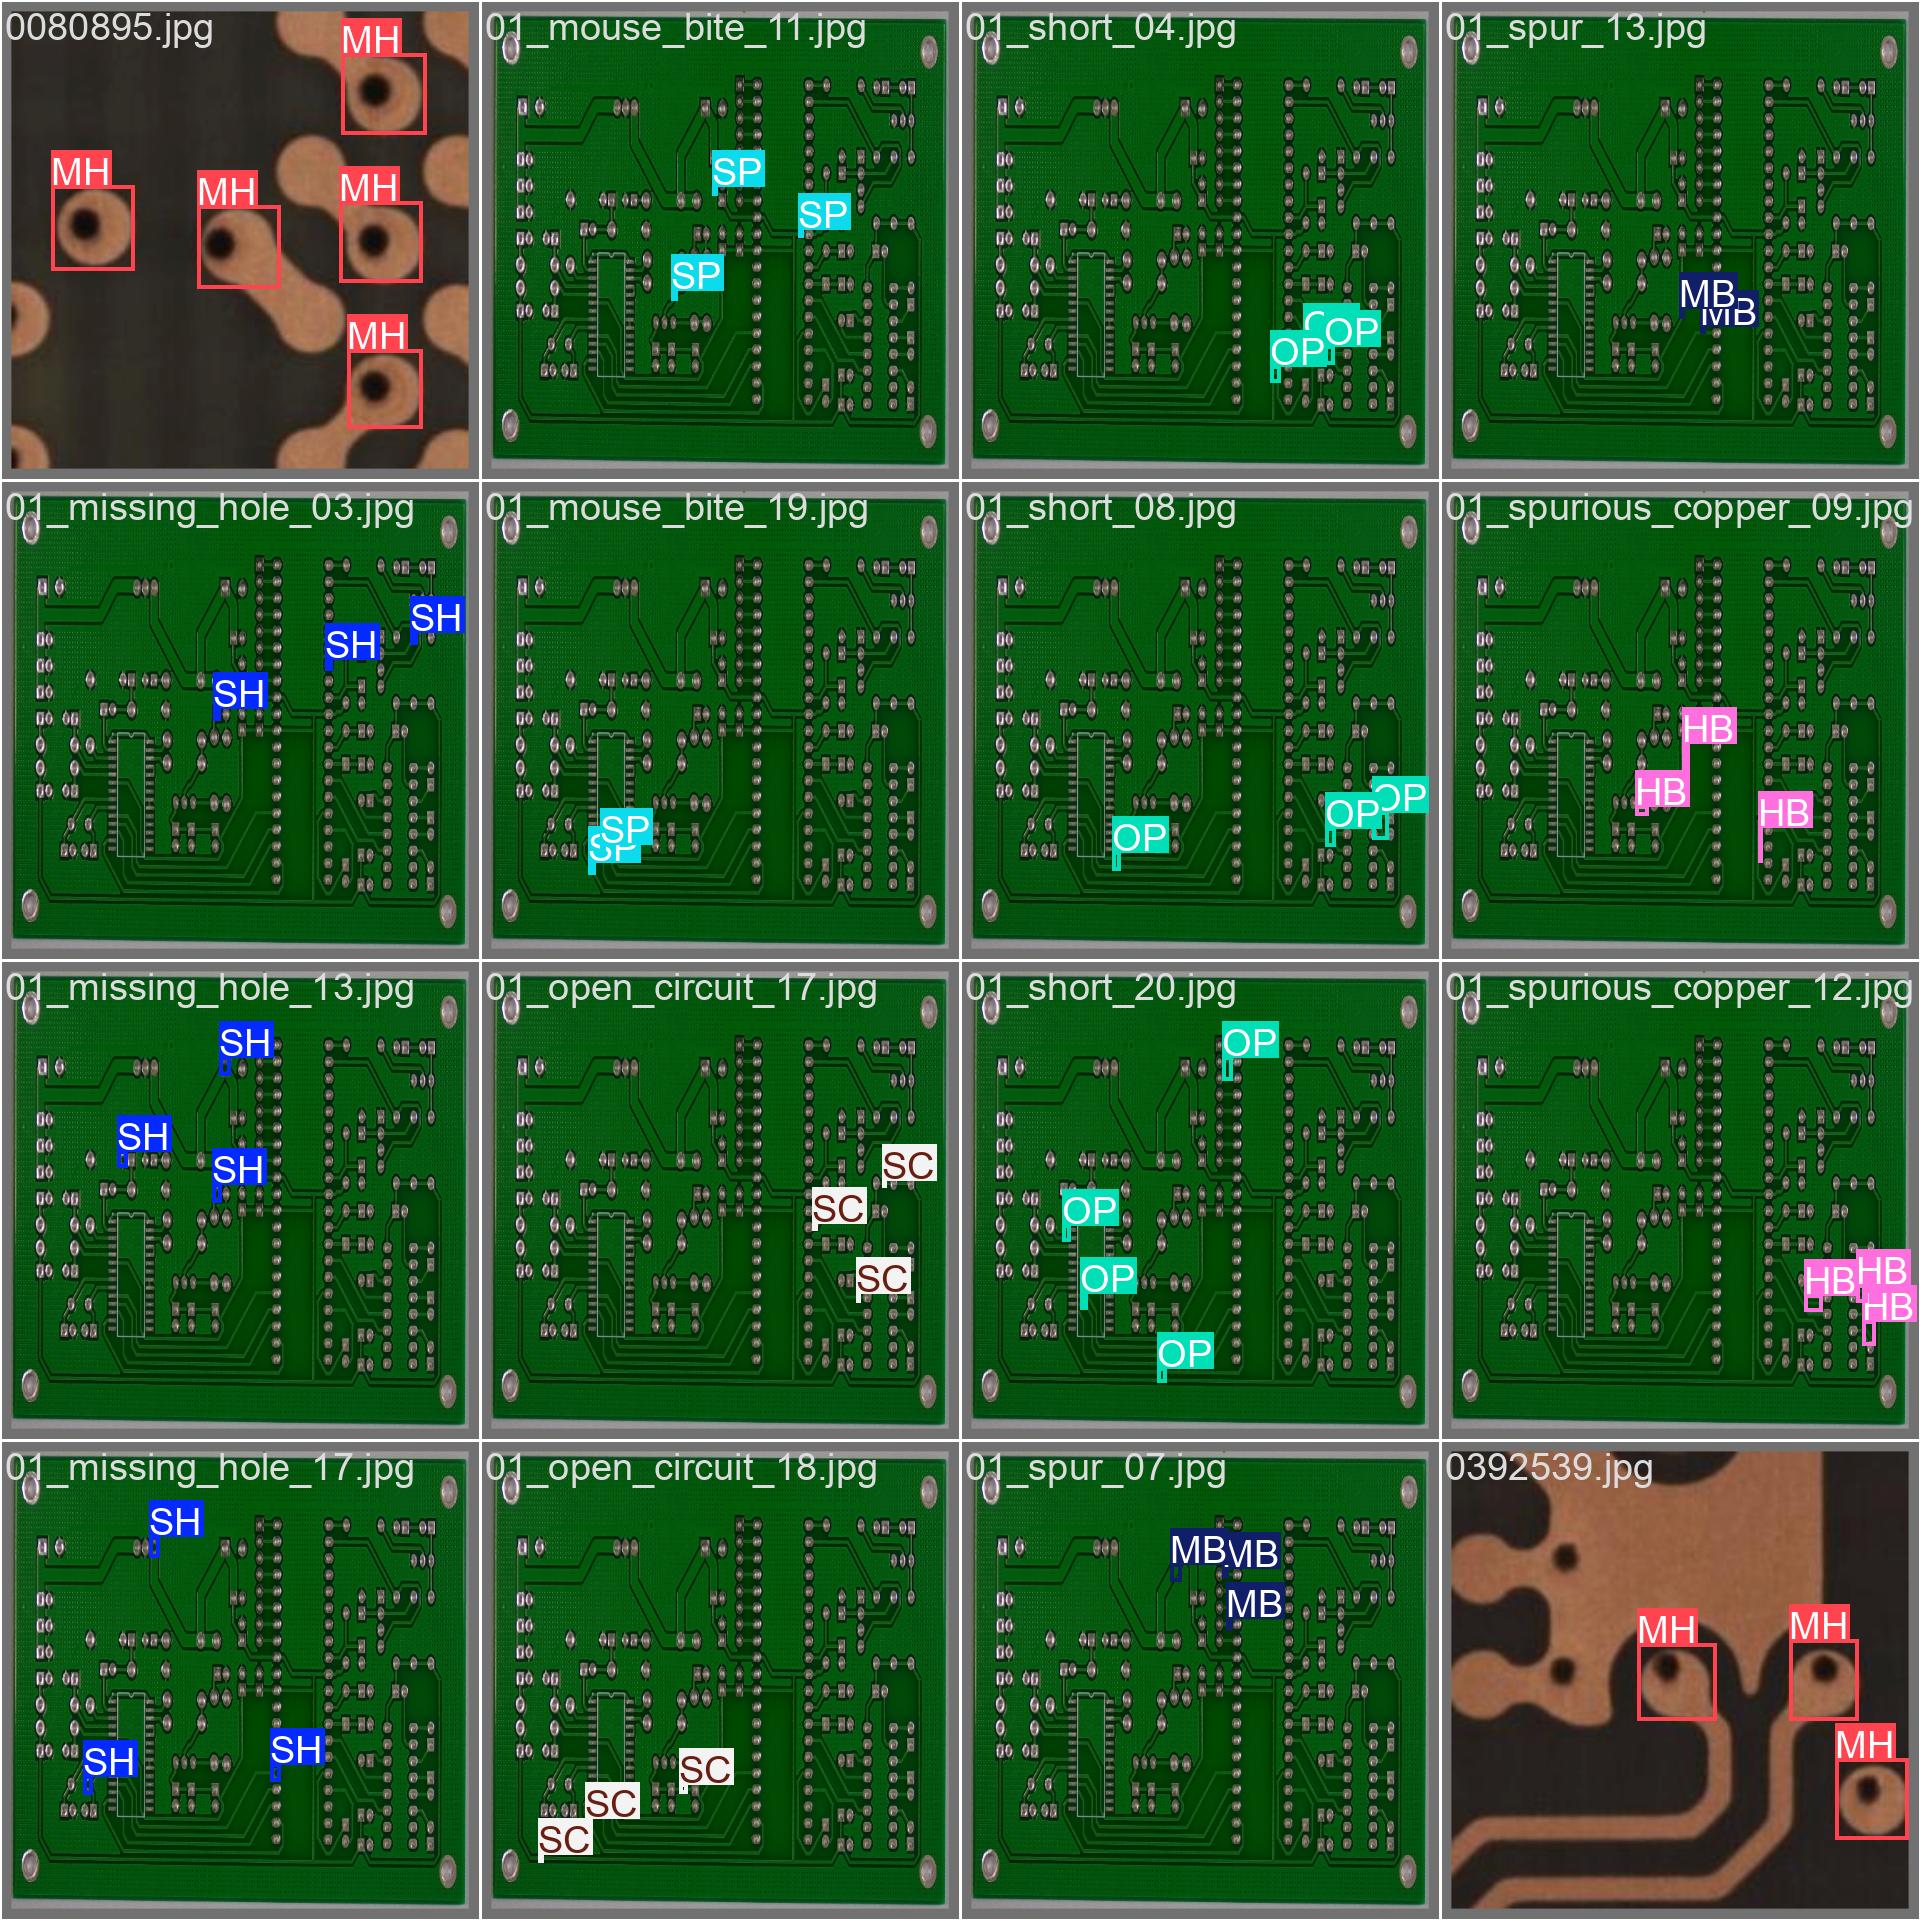 0080895.jpg
MH
MH
MH
MH
MH
01_mouse_bite_11.jpg
SP
SP
SP
01_short_04.jpg
OP
OP
01_spur_13.jpg
MB
MB
01_missing_hole_03.jpg
SH
SH
SH
01_mouse_bite_19.jpg
SP
SP
01_short_08.jpg
OP
OP
OP
01_spurious_copper_09.jpg
HB
HB
HB
01_missing_hole_13.jpg
SH
SH
SH
01_open_circuit_17.jpg
SC
SC
SC
01_short_20.jpg
OP
OP
OP
OP
01_spurious_copper_12.jpg
HB
HB
HB
01_missing_hole_17.jpg
SH
SH
SH
01_open_circuit_18.jpg
SC
SC
SC
01_spur_07.jpg
MB
MB
MB
0392539.jpg
MH
MH
MH